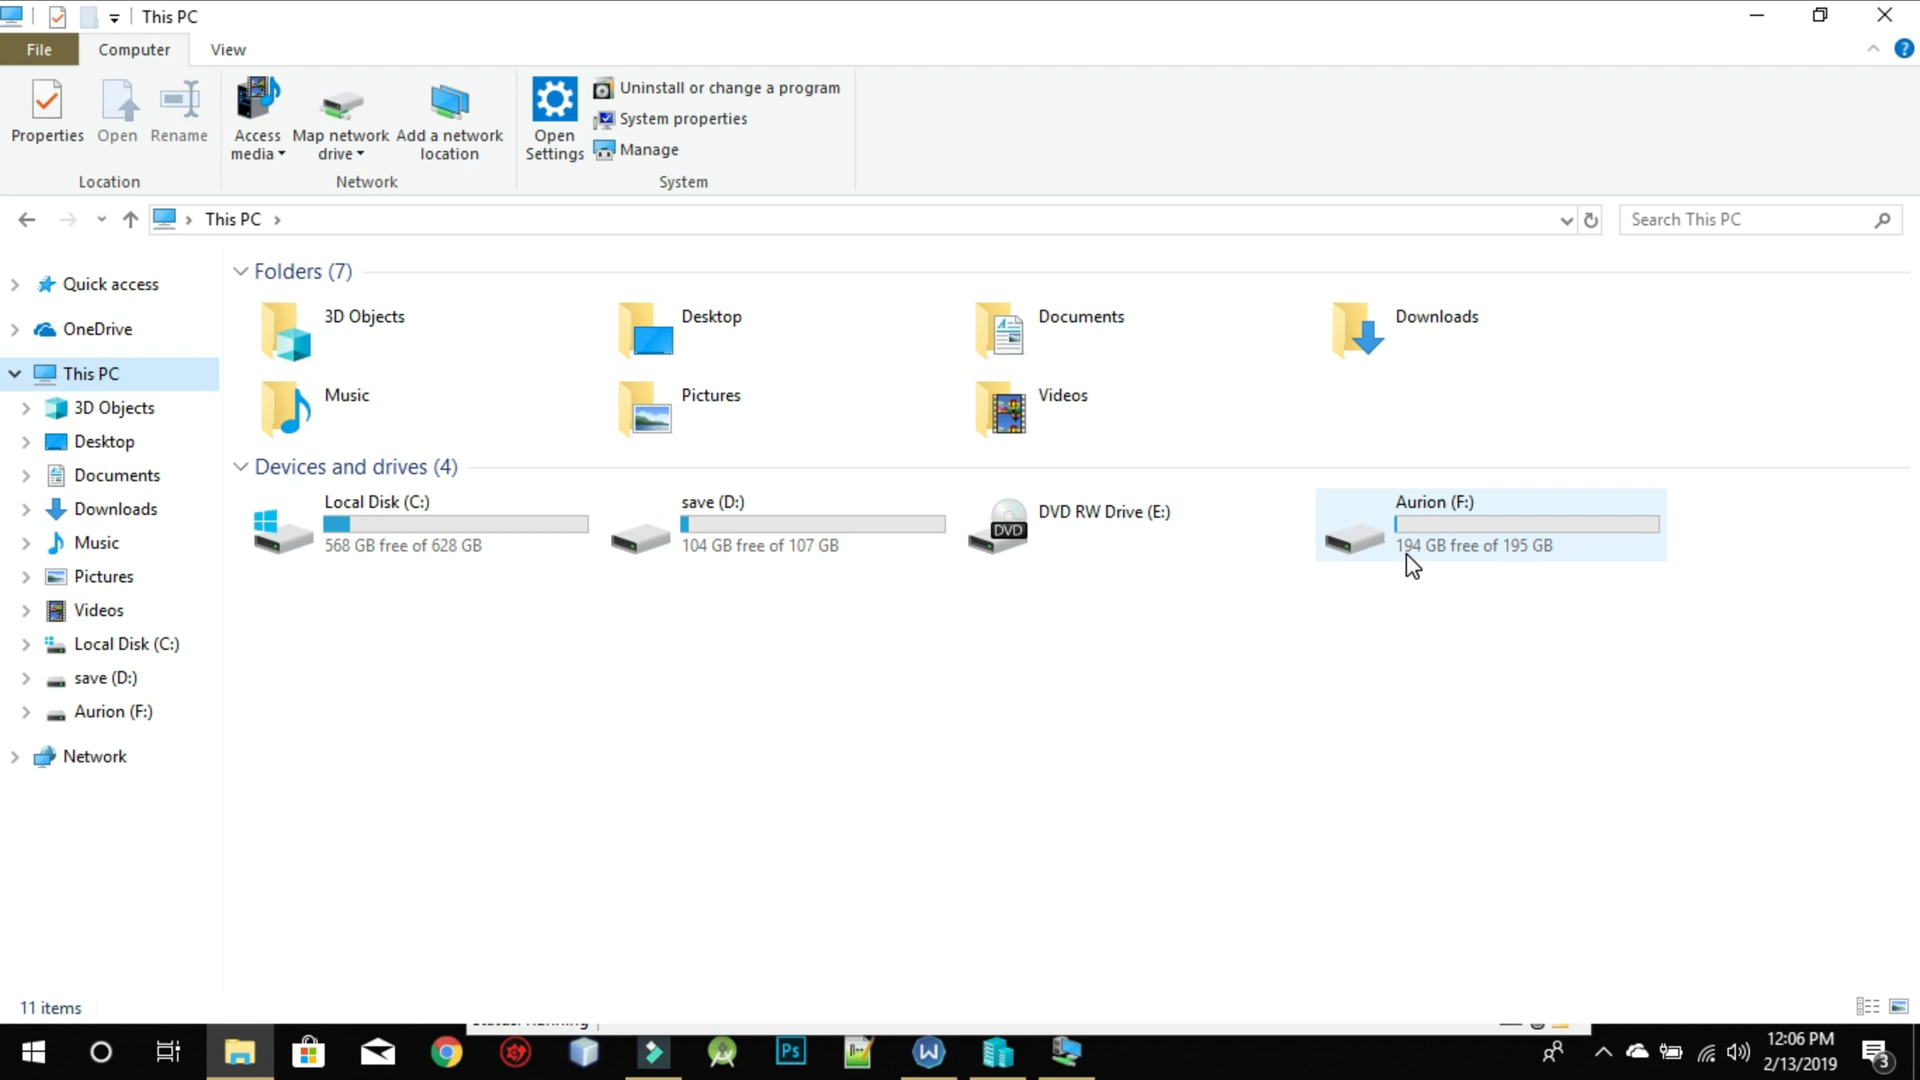 This PC
File Computer View
Properties Open Rename Access media Map network drive Add a network location Open Settings
Uninstall or change a program
System properties
Manage
Location Network System
This PC
Search This PC
Quick access
OneDrive
This PC
3D Objects
Desktop
Documents
Downloads
Music
Pictures
Videos
Local Disk (C:)
save (D:)
Aurion (F:)
Network
Folders (7)
3D Objects Desktop Documents Downloads
Music Pictures Videos
Devices and drives (4)
Local Disk (C:)
568 GB free of 628 GB
save (D:)
104 GB free of 107 GB
DVD
DVD RW Drive (E:)
Aurion (F:)
194 GB free of 195 GB
11 items
Ps
W
12:06 PM
2/13/2019
3